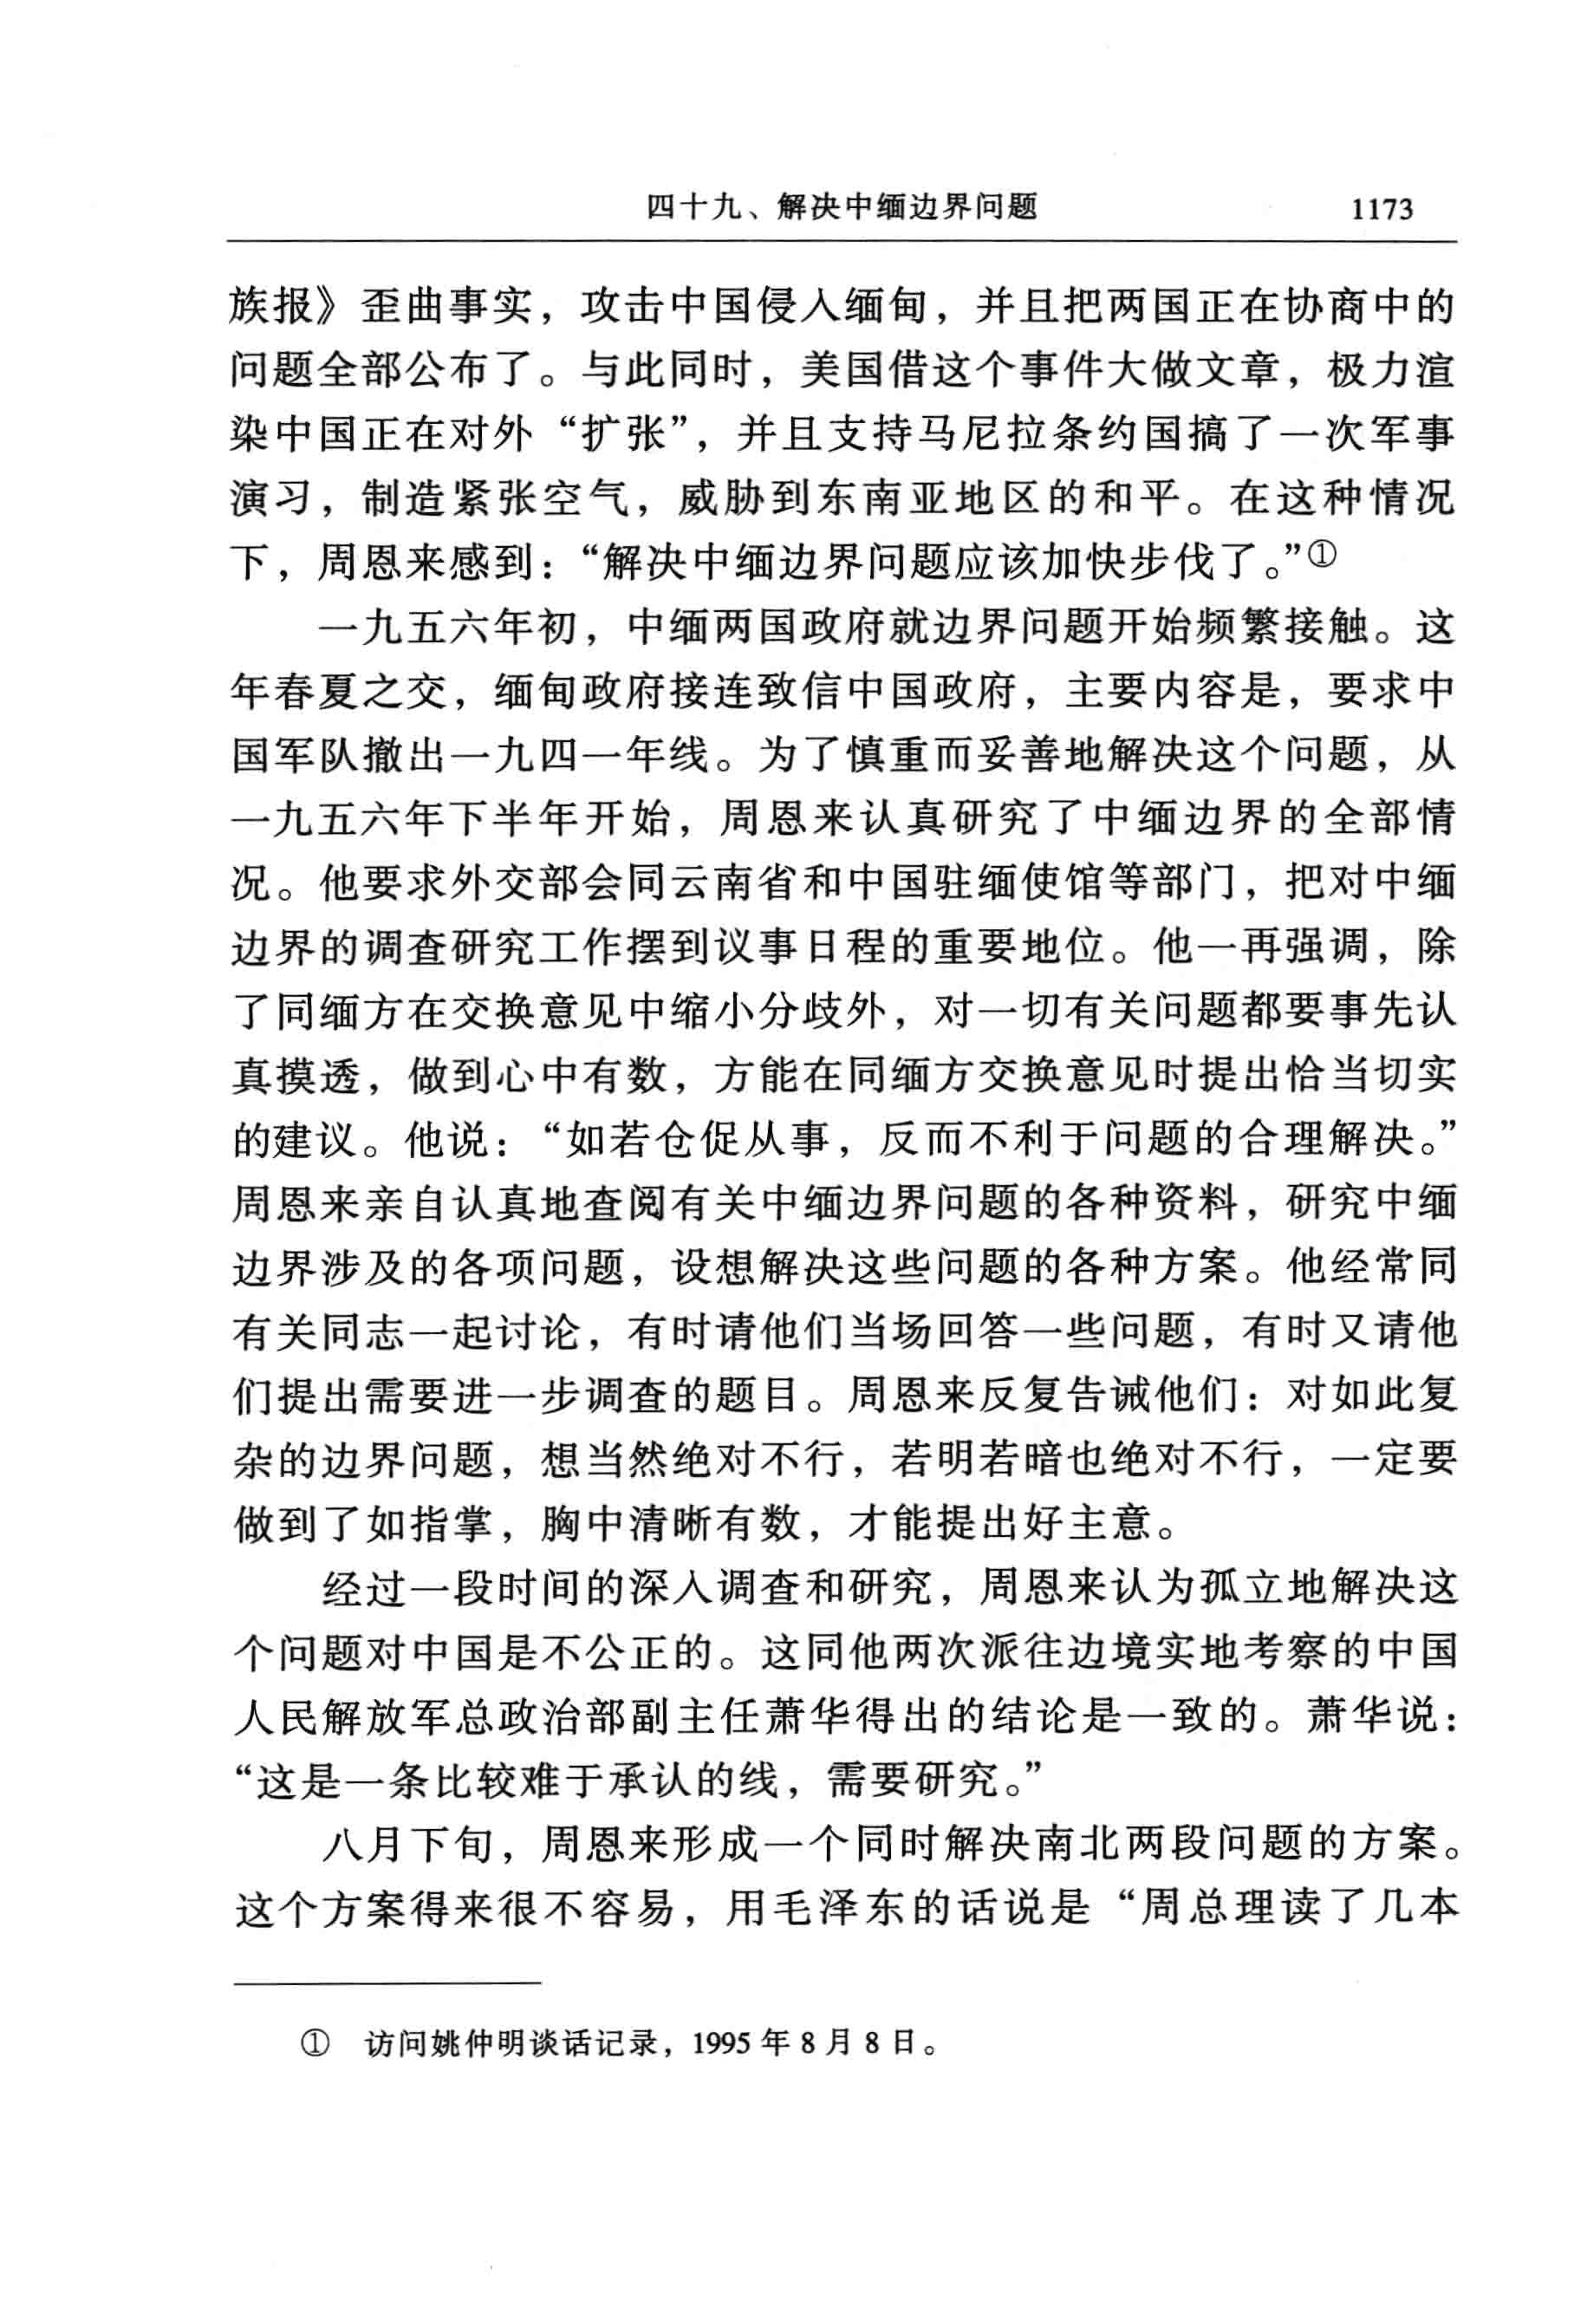 四十九、解决中缅边界问题 1173
族报》歪曲事实，攻击中国侵入缅甸，并且把两国正在协商中的
问题全部公布了。与此同时，美国借这个事件大做文章，极力渲
染中国正在对外“扩张”，并且支持马尼拉条约国搞了一次军事
演习，制造紧张空气，威胁到东南亚地区的和平。在这种情况
下，周恩来感到：“解决中缅边界问题应该加快步伐了。”①
一九五六年初，中缅两国政府就边界问题开始频繁接触。这
年春夏之交，缅甸政府接连致信中国政府，主要内容是，要求中
国军队撤出一九四一年线。为了慎重而妥善地解决这个问题，从
一九五六年下半年开始，周恩来认真研究了中缅边界的全部情
况。他要求外交部会同云南省和中国驻缅使馆等部门，把对中缅
边界的调查研究工作摆到议事日程的重要地位。他一再强调，除
了同缅方在交换意见中缩小分歧外，对一切有关问题都要事先认
真摸透，做到心中有数，方能在同缅方交换意见时提出恰当切实
的建议。他说：“如若仓促从事，反而不利于问题的合理解决。”
周恩来亲自认真地查阅有关中缅边界问题的各种资料，研究中缅
边界涉及的各项问题，设想解决这些问题的各种方案。他经常同
有关同志一起讨论，有时请他们当场回答一些问题，有时又请他
们提出需要进一步调查的题目。周恩来反复告诫他们：对如此复
杂的边界问题，想当然绝对不行，若明若暗也绝对不行，一定要
做到了如指掌，胸中清晰有数，才能提出好主意。
经过一段时间的深入调查和研究，周恩来认为孤立地解决这
个问题对中国是不公正的。这同他两次派往边境实地考察的中国
人民解放军总政治部副主任萧华得出的结论是一致的。萧华说：
“这是一条比较难于承认的线，需要研究。”
八月下旬，周恩来形成一个同时解决南北两段问题的方案。
这个方案得来很不容易，用毛泽东的话说是“周总理读了几本
① 访问姚仲明谈话记录，1995 年 8 月 8 日。